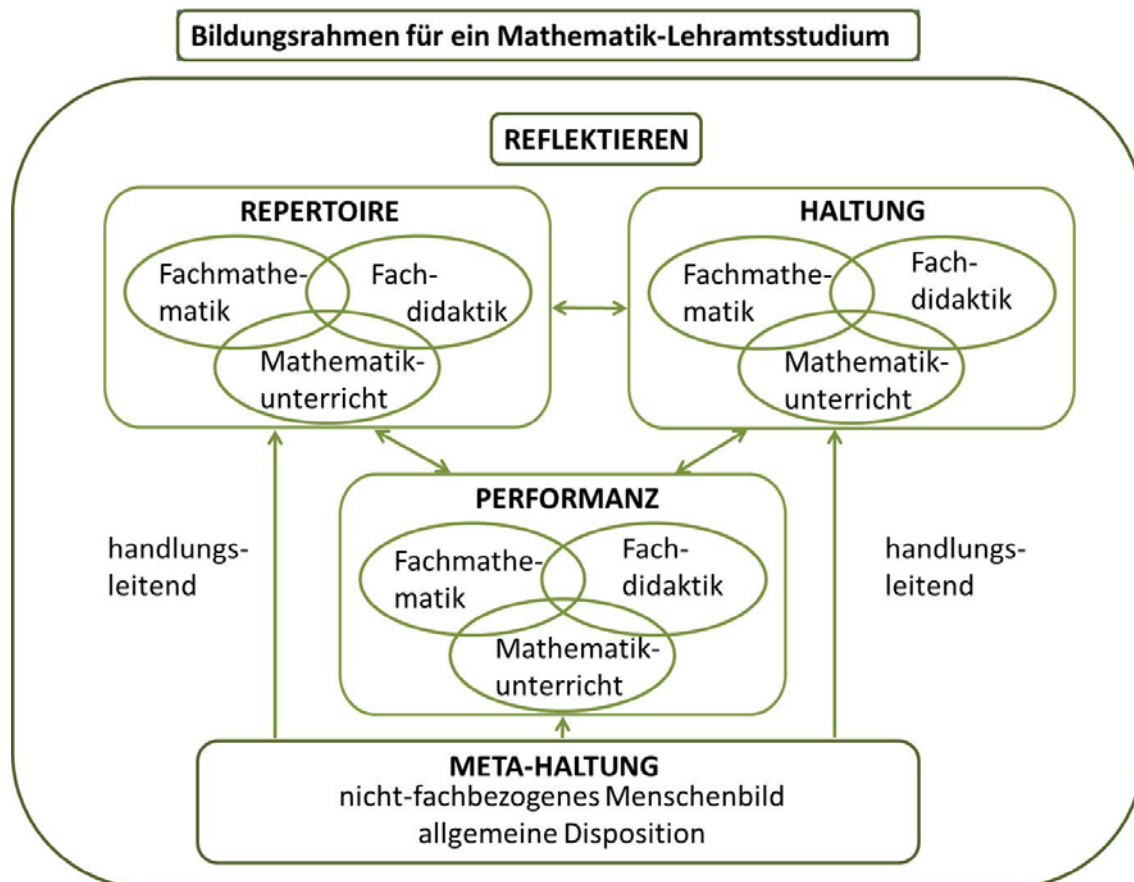 Bildungsrahmen für ein Mathematik-Lehramtsstudium
REFLEKTIEREN
REPERTOIRE
Fachmathe-
matik
Fach-
didaktik
Mathematik-
unterricht
HALTUNG
Fachmathe-
matik
Fach-
didaktik
Mathematik-
unterricht
handlungs-
leitend
PERFORMANZ
Fachmathe-
matik
Fach-
didaktik
Mathematik-
unterricht
handlungs-
leitend
META-HALTUNG
nicht-fachbezogenes Menschenbild
allgemeine Disposition